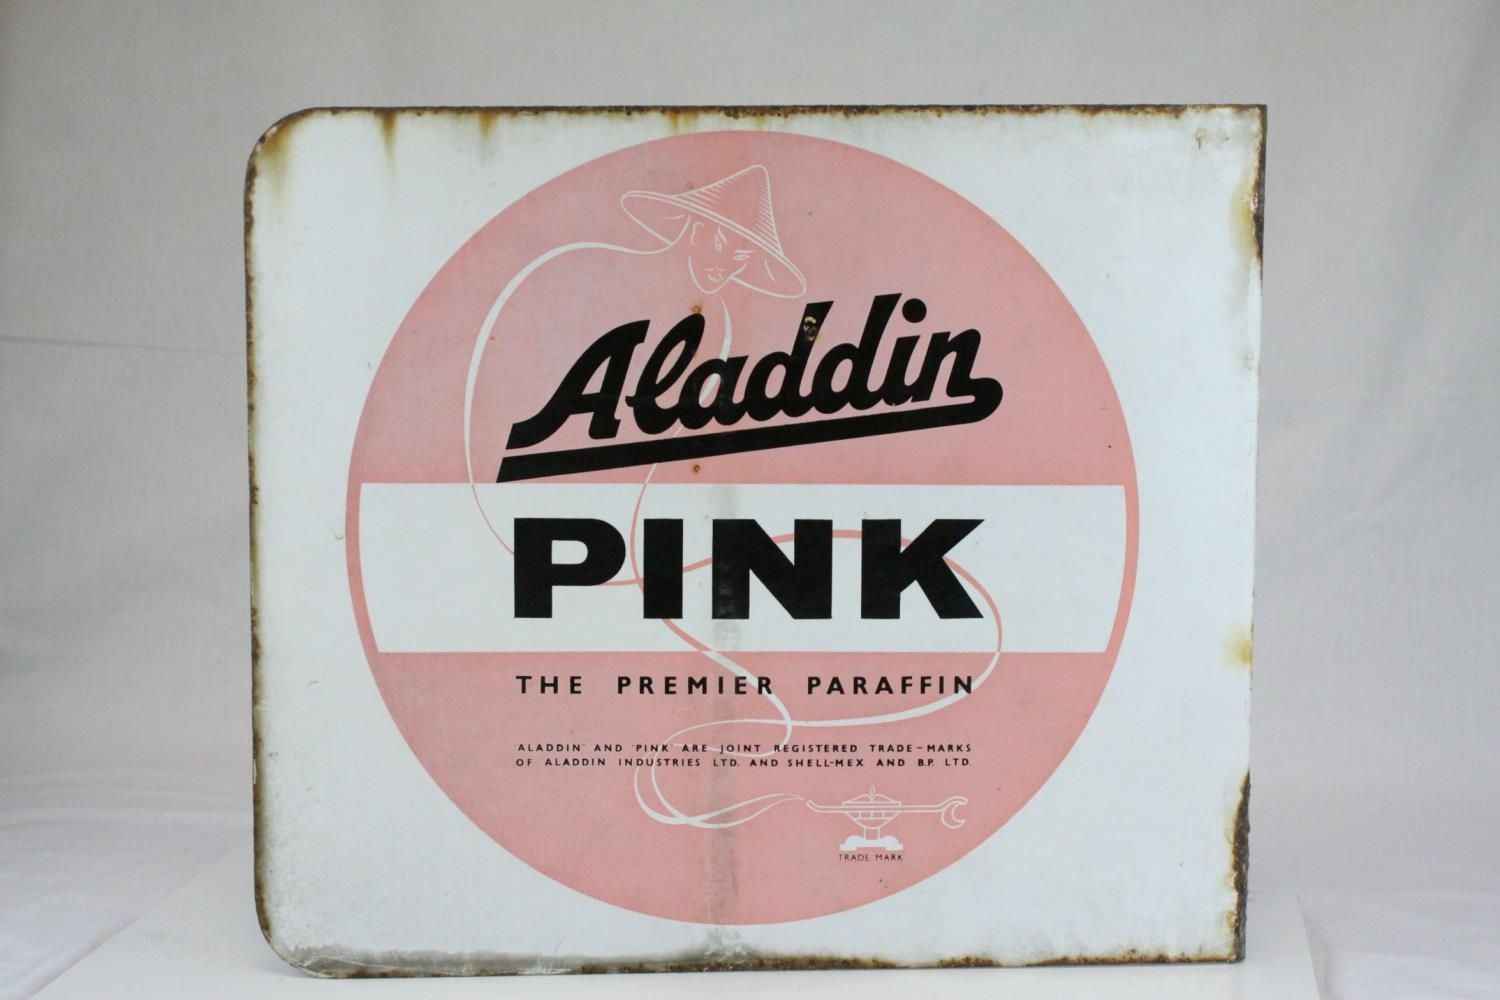 Aladdin
PINK
THE PREMIER PARAFFIN
"ALADDIN" AND "PINK" ARE JOINT REGISTERED TRADE-MARKS
OF ALADDIN INDUSTRIES LTD. AND SHELL-MEX AND B.P. LTD.
TRADE MARK